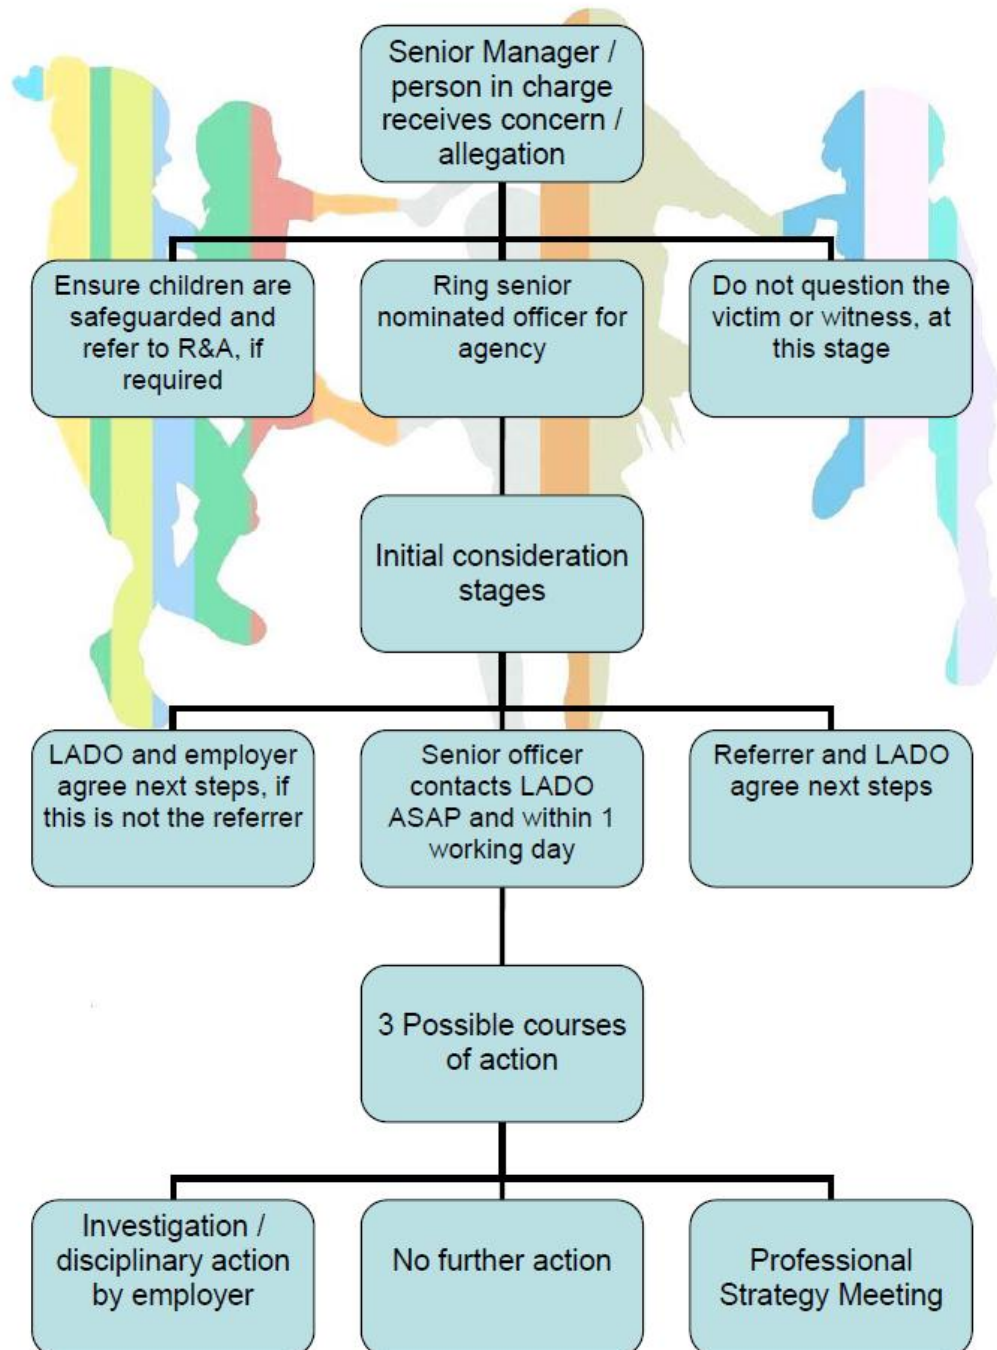 Senior Manager /
person in charge
receives concern /
allegation
Ensure children are
safeguarded and
refer to R&A, if
required
Ring senior
nominated officer for
agency
Do not question the
victim or witness, at
this stage
Initial consideration
stages
LADO and employer
agree next steps, if
this is not the referrer
Senior officer
contacts LADO
ASAP and within 1
working day
Referrer and LADO
agree next steps
3 Possible courses
of action
Investigation /
disciplinary action
by employer
No further action
Professional
Strategy Meeting